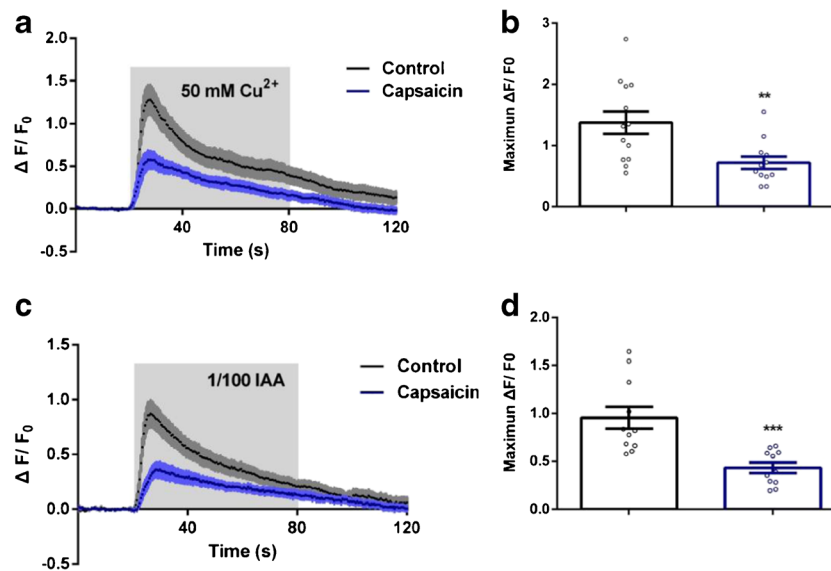 a
2.0
1.5
1.0
0.5
0.0
-0.5
Δ F/ F0
50 mM Cu2+
Control
Capsaicin
40
80
120
Time (s)
b
3
2
1
0
Maximun ΔF/ F0
**
c
1.5
1.0
0.5
0.0
-0.5
Δ F/ F0
1/100 IAA
Control
Capsaicin
40
80
120
Time (s)
d
2.0
1.5
1.0
0.5
0.0
Maximun ΔF/ F0
***